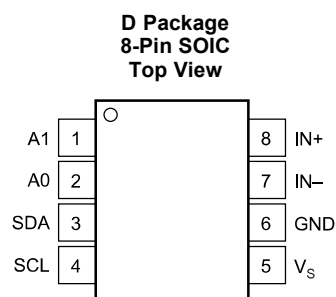 D Package
8-Pin SOIC
Top View
A1 1 8 IN+
A0 2 7 IN–
SDA 3 6 GND
SCL 4 5 VS